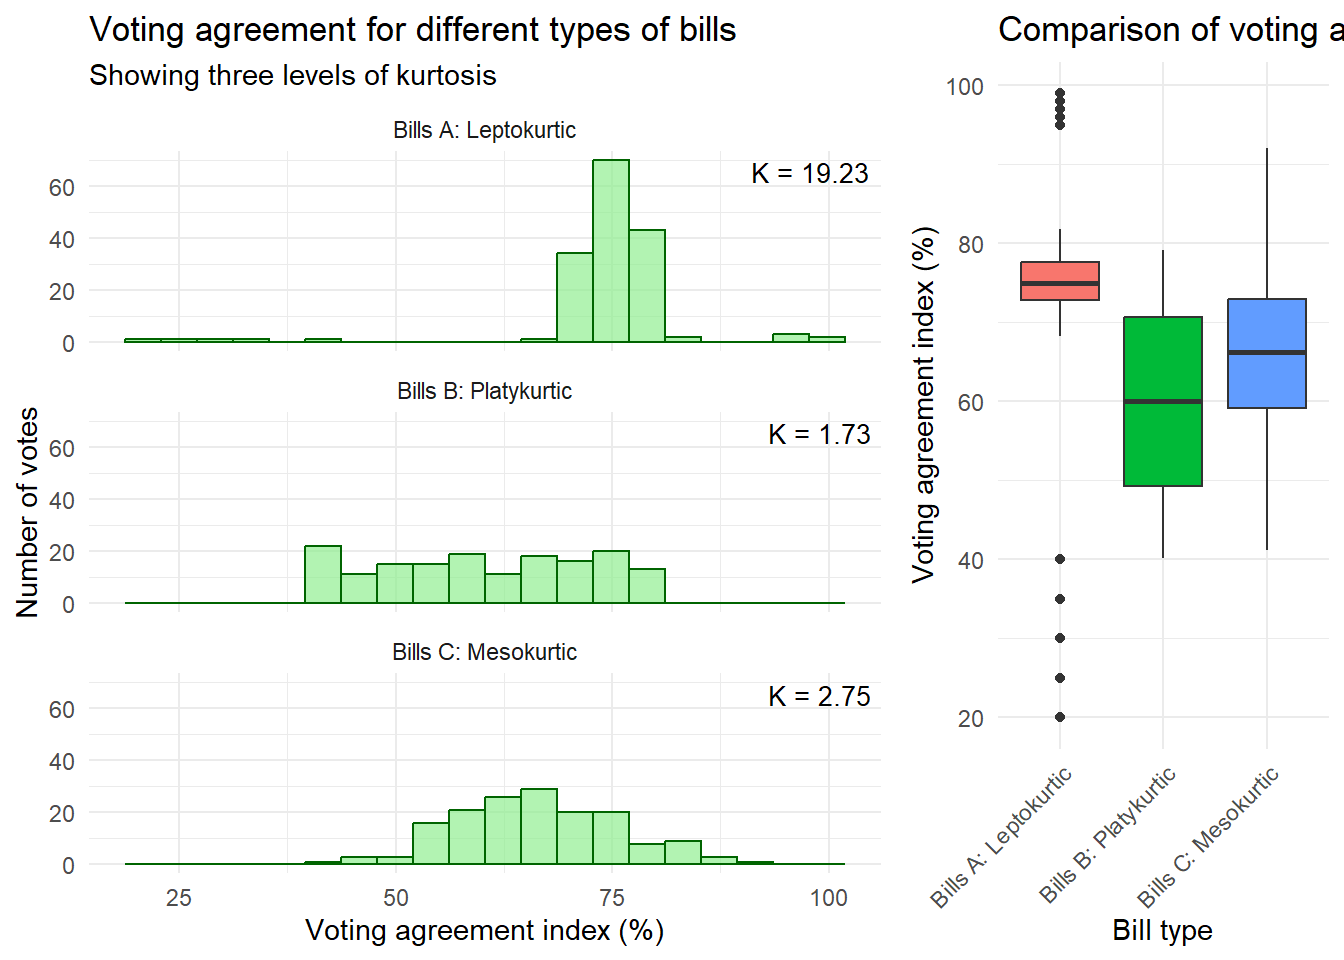 Voting agreement for different types of bills
Showing three levels of kurtosis
Bills A: Leptokurtic
K = 19.23
60
40
20
0
Bills B: Platykurtic
K = 1.73
60
40
20
0
Bills C: Mesokurtic
K = 2.75
60
40
20
0
25 50 75 100
Number of votes
Voting agreement index (%)
Comparison of voting a
100
80
60
40
20
Voting agreement index (%)
Bills A: Leptokurtic
Bills B: Platykurtic
Bills C: Mesokurtic
Bill type